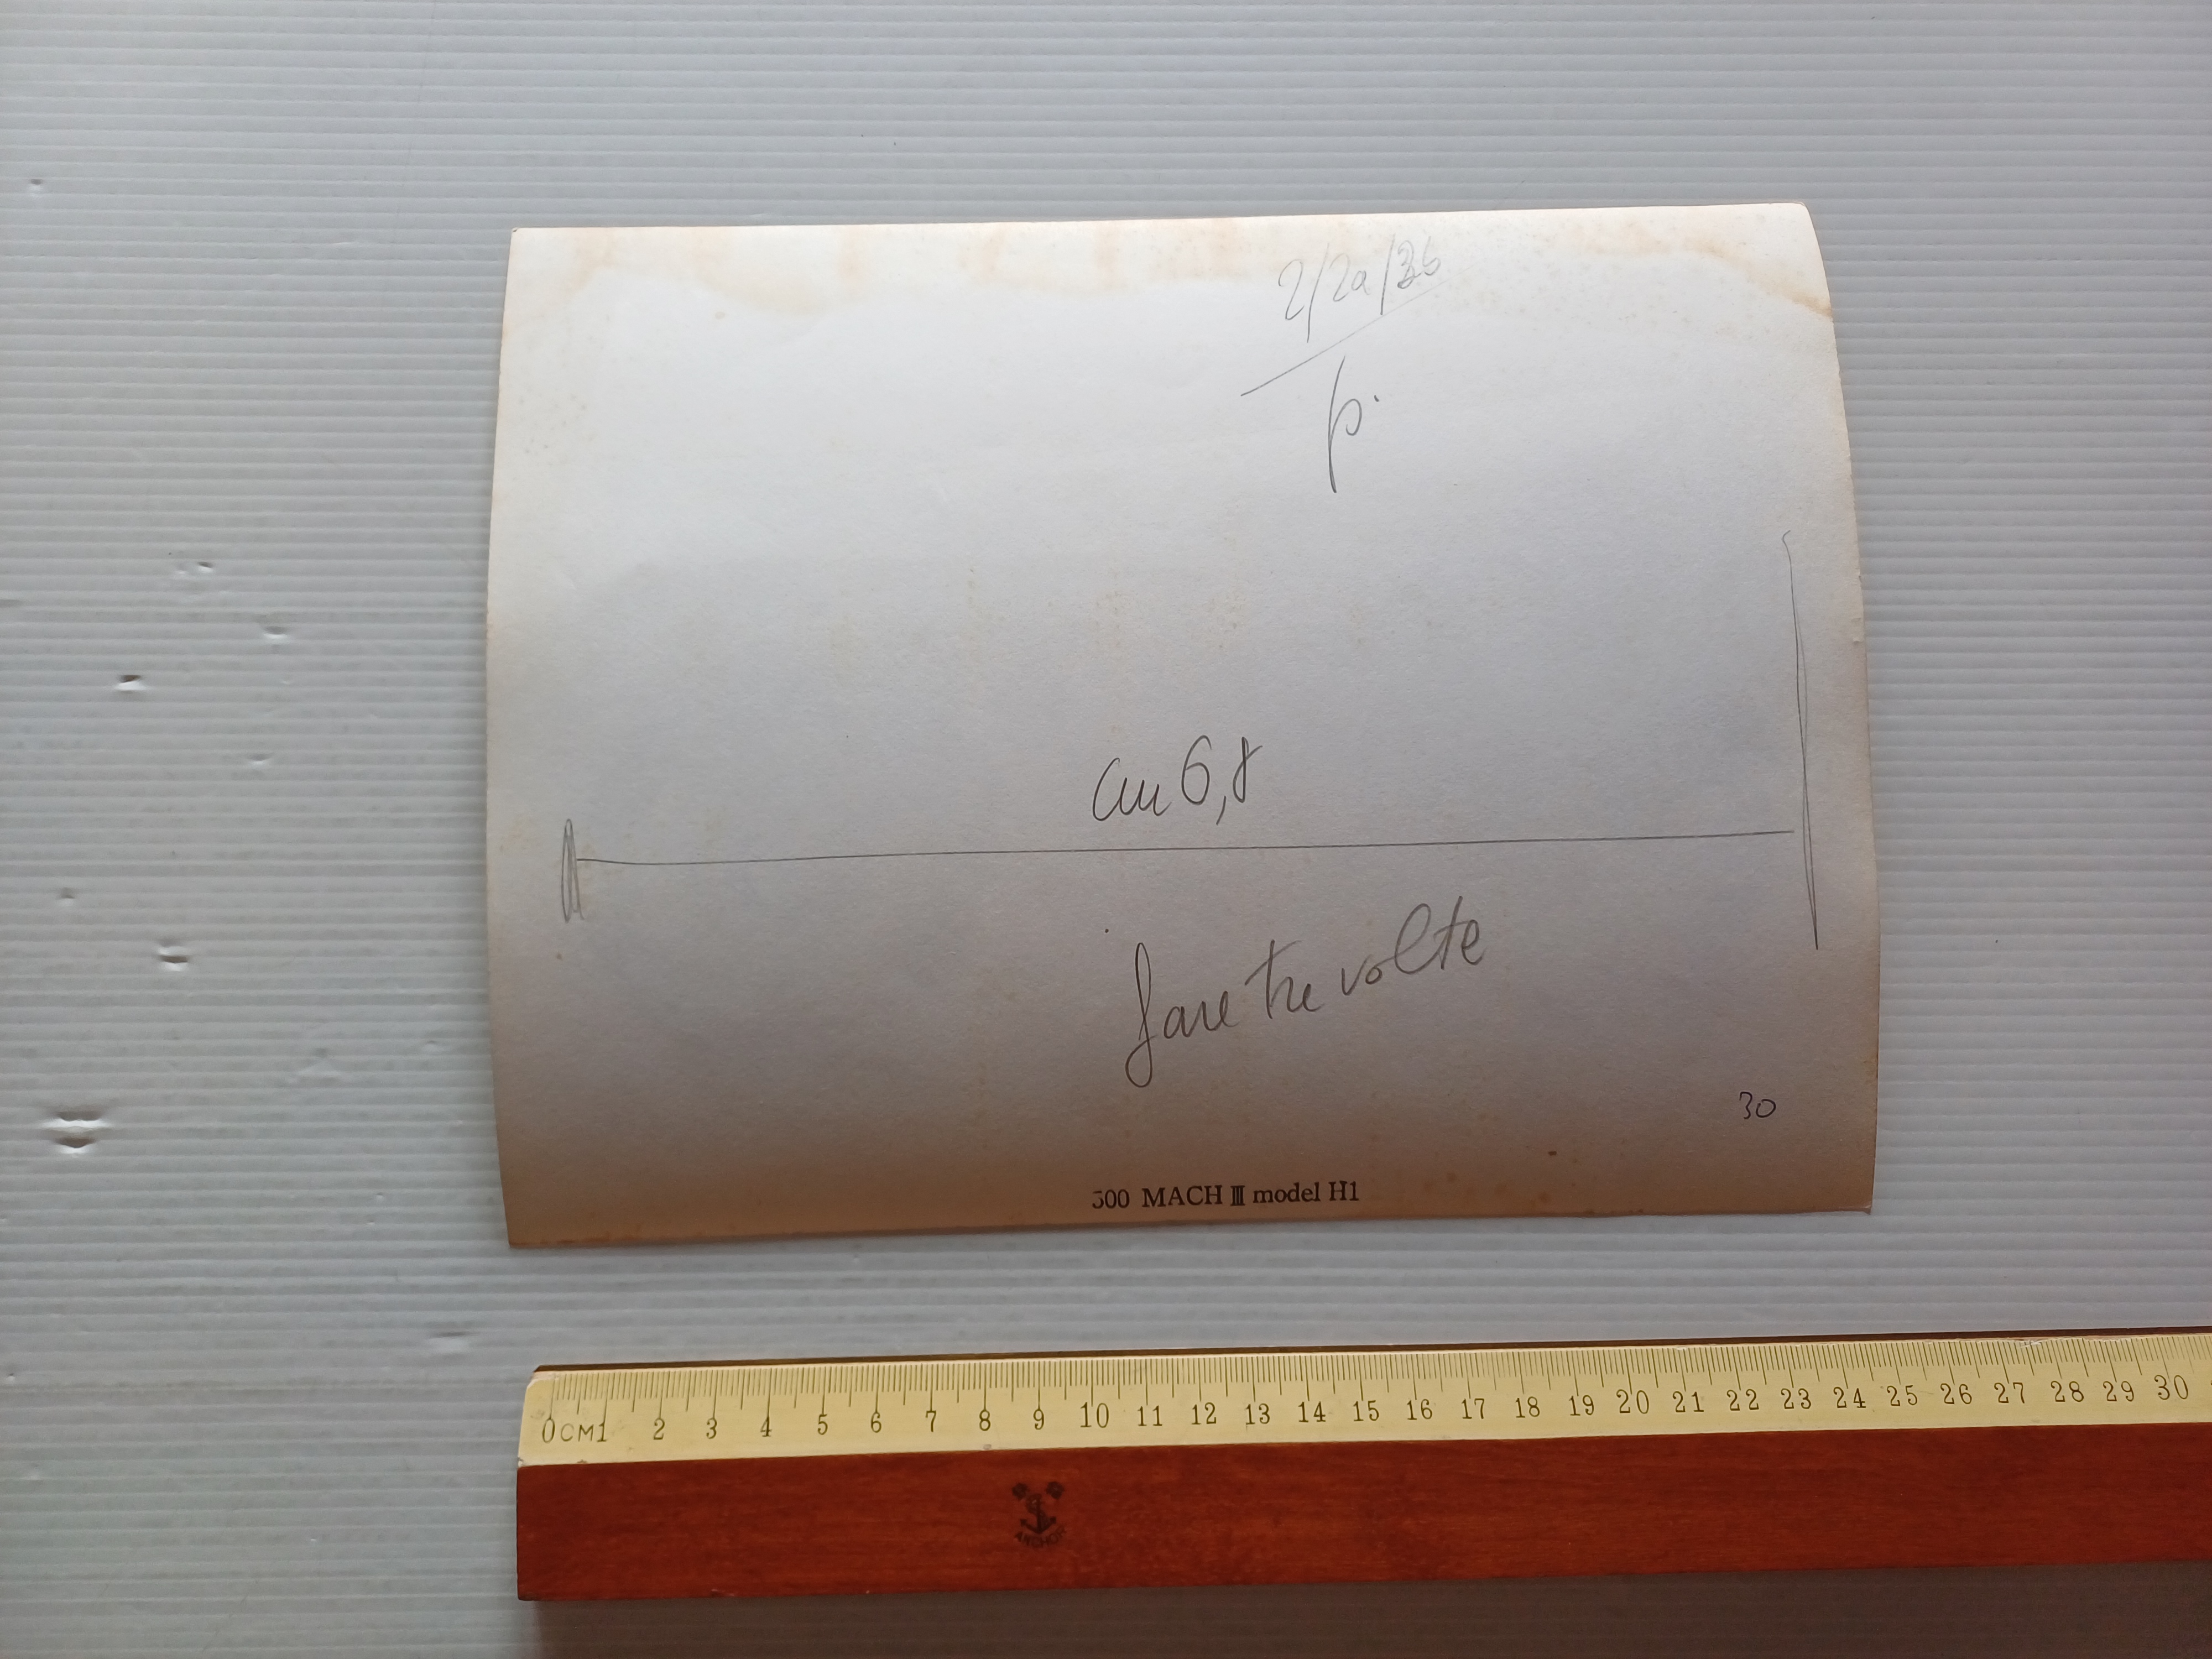 2/2a/3b
p.
cm 6,8
fare tre volte
30
500 MACH III model H1
0CM1 2 3 4 5 6 7 8 9 10 11 12 13 14 15 16 17 18 19 20 21 22 23 24 25 26 27 28 29 30
ANCHOR